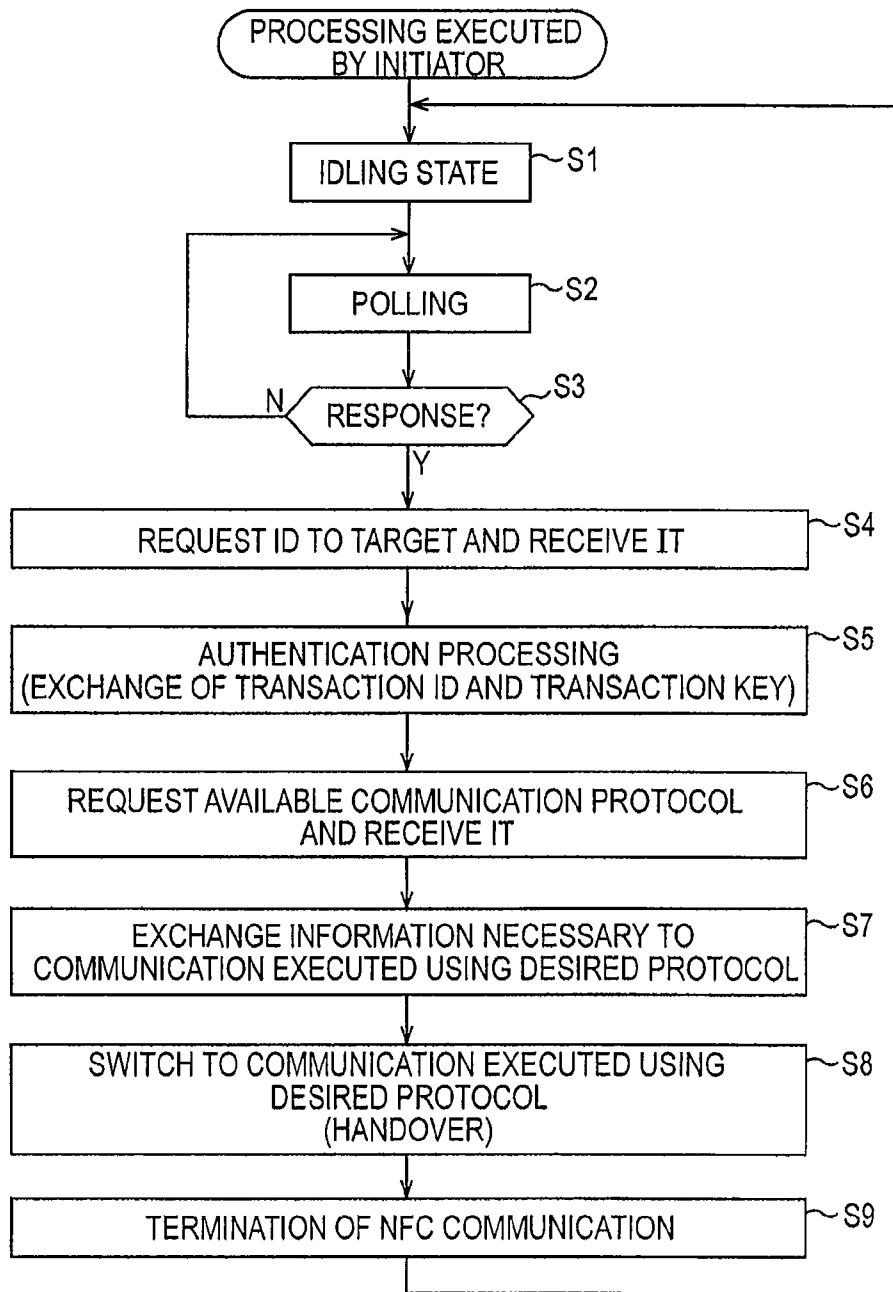 PROCESSING EXECUTED
BY INITIATOR
IDLING STATE
S1
POLLING
S2
RESPONSE?
S3
N
Y
REQUEST ID TO TARGET AND RECEIVE IT
S4
AUTHENTICATION PROCESSING
(EXCHANGE OF TRANSACTION ID AND TRANSACTION KEY)
S5
REQUEST AVAILABLE COMMUNICATION PROTOCOL
AND RECEIVE IT
S6
EXCHANGE INFORMATION NECESSARY TO
COMMUNICATION EXECUTED USING DESIRED PROTOCOL
S7
SWITCH TO COMMUNICATION EXECUTED USING
DESIRED PROTOCOL
(HANDOVER)
S8
TERMINATION OF NFC COMMUNICATION
S9